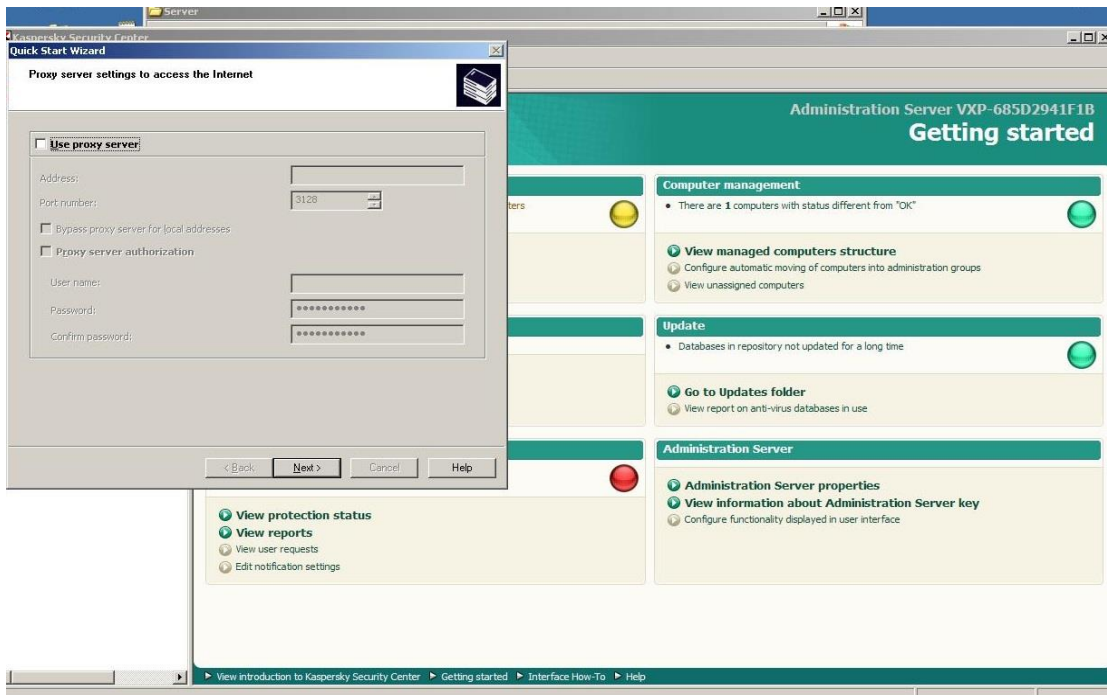 Server
Kaspersky Security Center
Quick Start Wizard
Proxy server settings to access the Internet
Use proxy server
Address:
Port number:
3128
Bypass proxy server for local addresses
Proxy server authorization
User name:
Password:
Confirm password:
< Back
Next >
Cancel
Help
Administration Server VXP-685D2941F1B
Getting started
ters
Computer management
• There are 1 computers with status different from "OK"
View managed computers structure
Configure automatic moving of computers into administration groups
View unassigned computers
Update
• Databases in repository not updated for a long time
Go to Updates folder
View report on anti-virus databases in use
View protection status
View reports
View user requests
Edit notification settings
Administration Server
Administration Server properties
View information about Administration Server key
Configure functionality displayed in user interface
View introduction to Kaspersky Security Center
Getting started
Interface How-To
Help